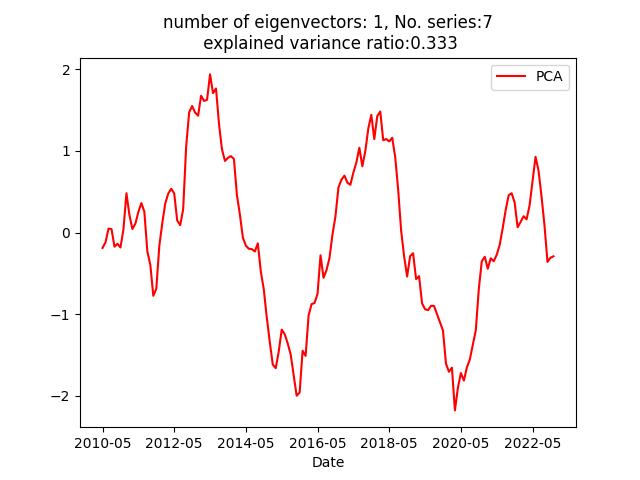 number of eigenvectors: 1, No. series:7
explained variance ratio:0.333
PCA
2
1
0
−1
−2
2010-05 2012-05 2014-05 2016-05 2018-05 2020-05 2022-05
Date